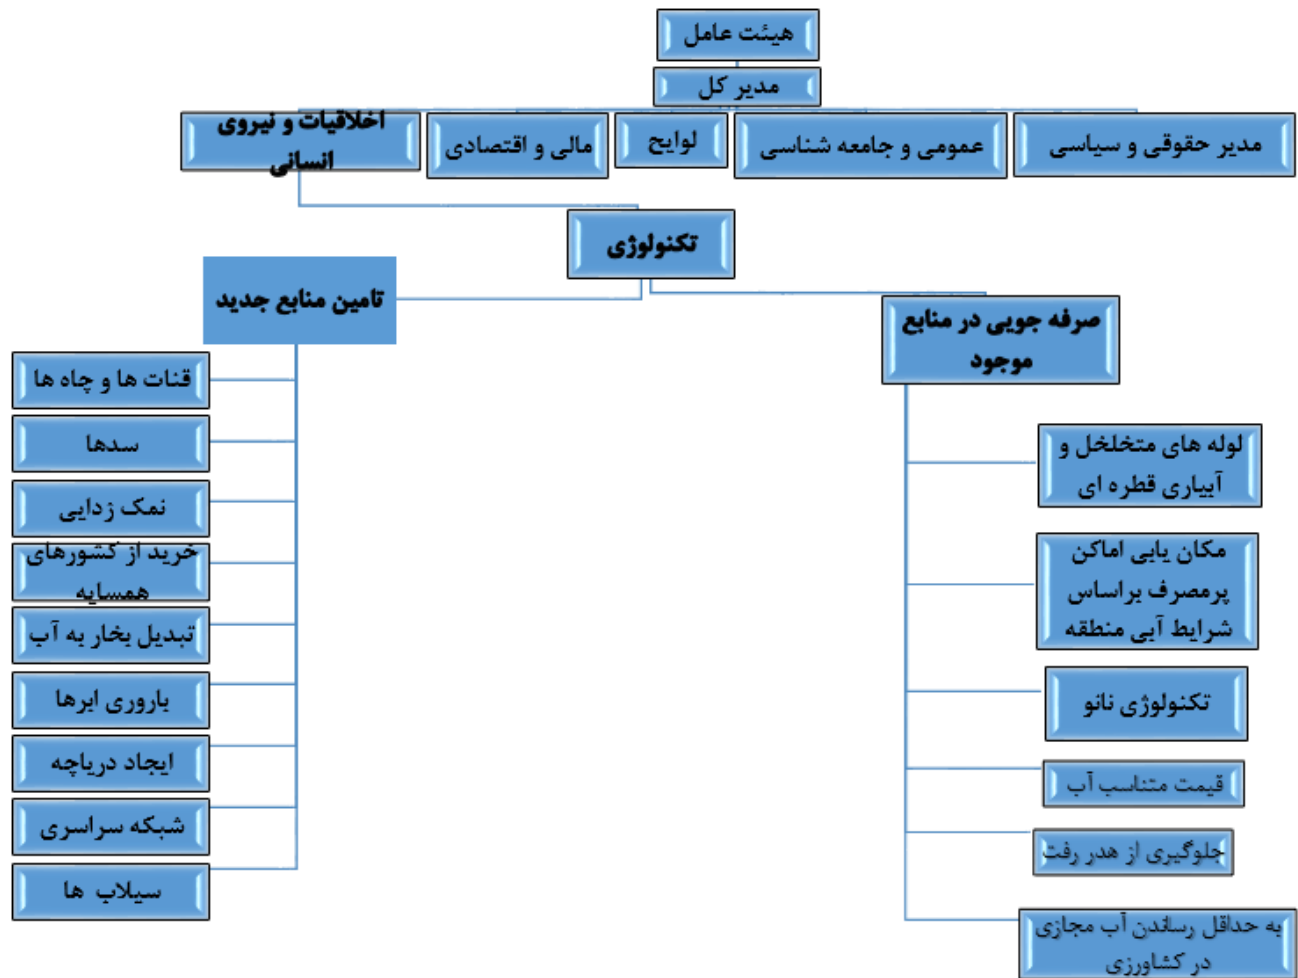 هیئت عامل
مدیر کل
مدیر حقوقی و سیاسی
عمومی و جامعه شناسی
لوایح
مالی و اقتصادی
اخلاقیات و نیروی
انسانی
تکنولوژی
صرفه جویی در منابع
موجود
لوله های متخلخل و
آبیاری قطره ای
مکان یابی اماکن
پرمصرف براساس
شرایط آبی منطقه
تکنولوژی نانو
قیمت متناسب آب
جلوگیری از هدر رفت
به حداقل رساندن آب مجازی
در کشاورزی
تامین منابع جدید
قنات ها و چاه ها
سدها
نمک زدایی
خرید از کشورهای
همسایه
تبدیل بخار به آب
باروری ابرها
ایجاد دریاچه
شبکه سراسری
سیلاب ها